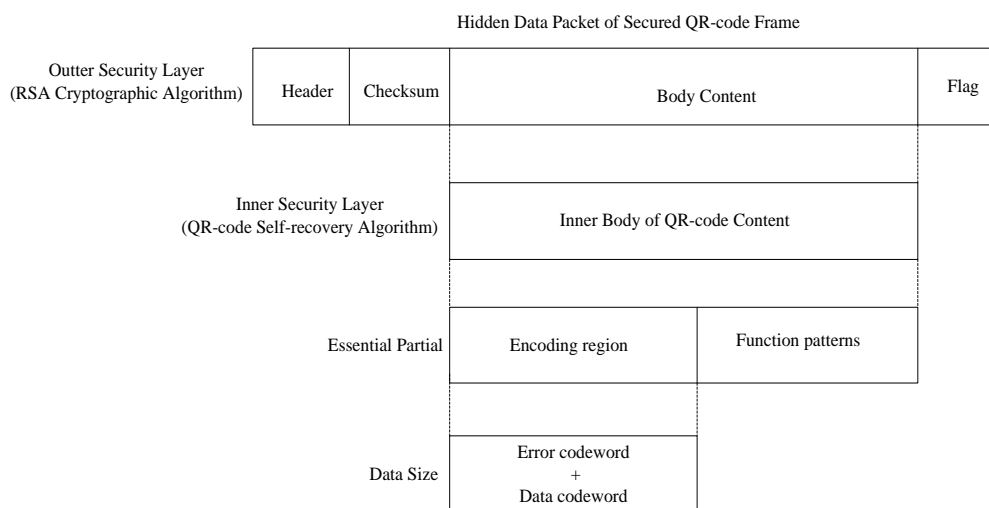 Hidden Data Packet of Secured QR-code Frame
Outter Security Layer
(RSA Cryptographic Algorithm)
Header
Checksum
Body Content
Flag
Inner Security Layer
(QR-code Self-recovery Algorithm)
Inner Body of QR-code Content
Essential Partial
Encoding region
Function patterns
Data Size
Error codeword
+
Data codeword